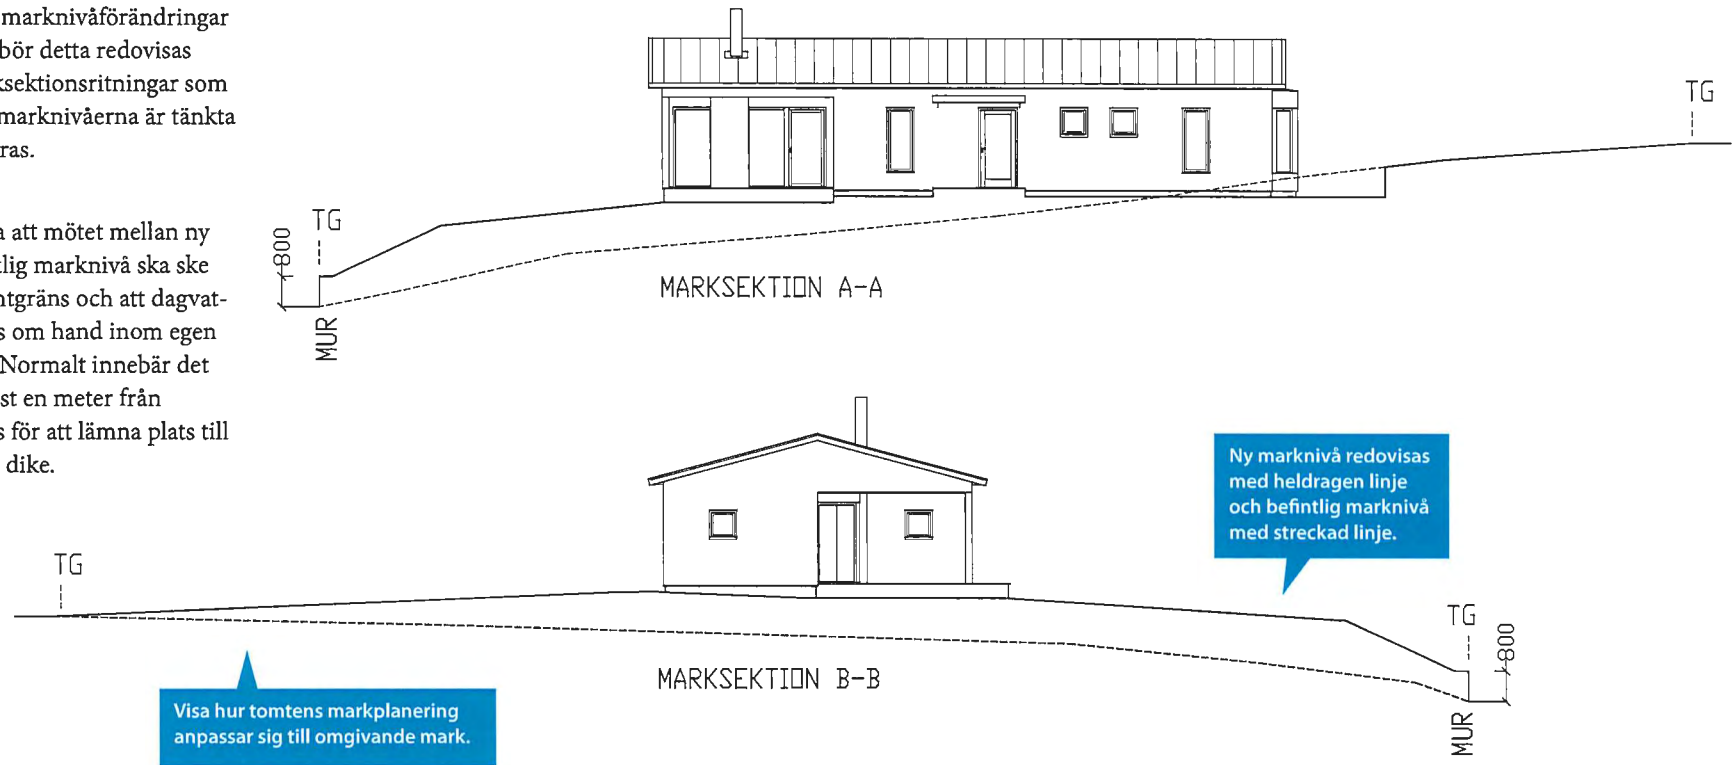 marknivåförändringar
bör detta redovisas
sektionsritningar som
marknivåerna är tänkta
ras.
att mötet mellan ny
marknivå ska ske
och att dagvat-
om hand inom egen
Normalt innebär det
en meter från
för att lämna plats till
dike.
TG
800
MUR
MARKSEKTION A-A
TG
TG
MARKSEKTION B-B
Ny marknivå redovisas
med heldragen linje
och befintlig marknivå
med streckad linje.
TG
800
MUR
Visa hur tomtens markplanering
anpassar sig till omgivande mark.